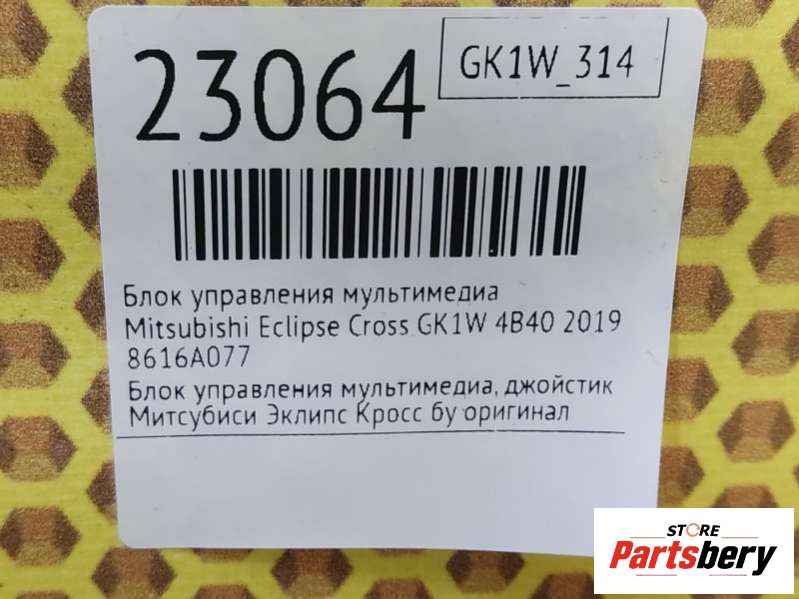 23064
GK1W_314
Блок управления мультимедиа
Mitsubishi Eclipse Cross GK1W 4B40 2019
8616A077
Блок управления мультимедиа, джойстик
Митсубиси Эклипс Кросс бу оригинал
STORE
Partsbery